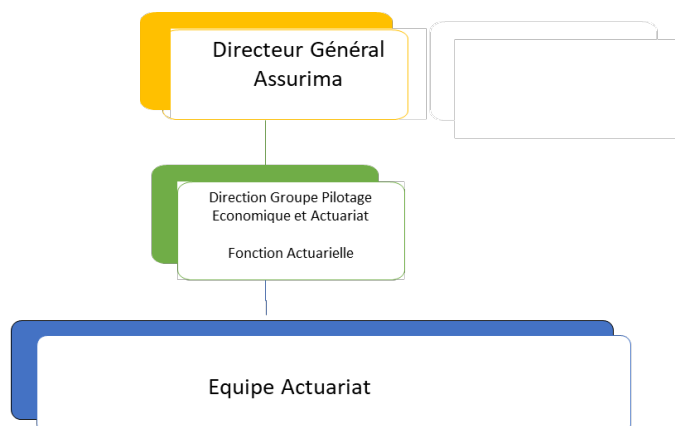 Directeur Général
Assurima
Direction Groupe Pilotage
Economique et Actuariat
Fonction Actuarielle
Equipe Actuariat